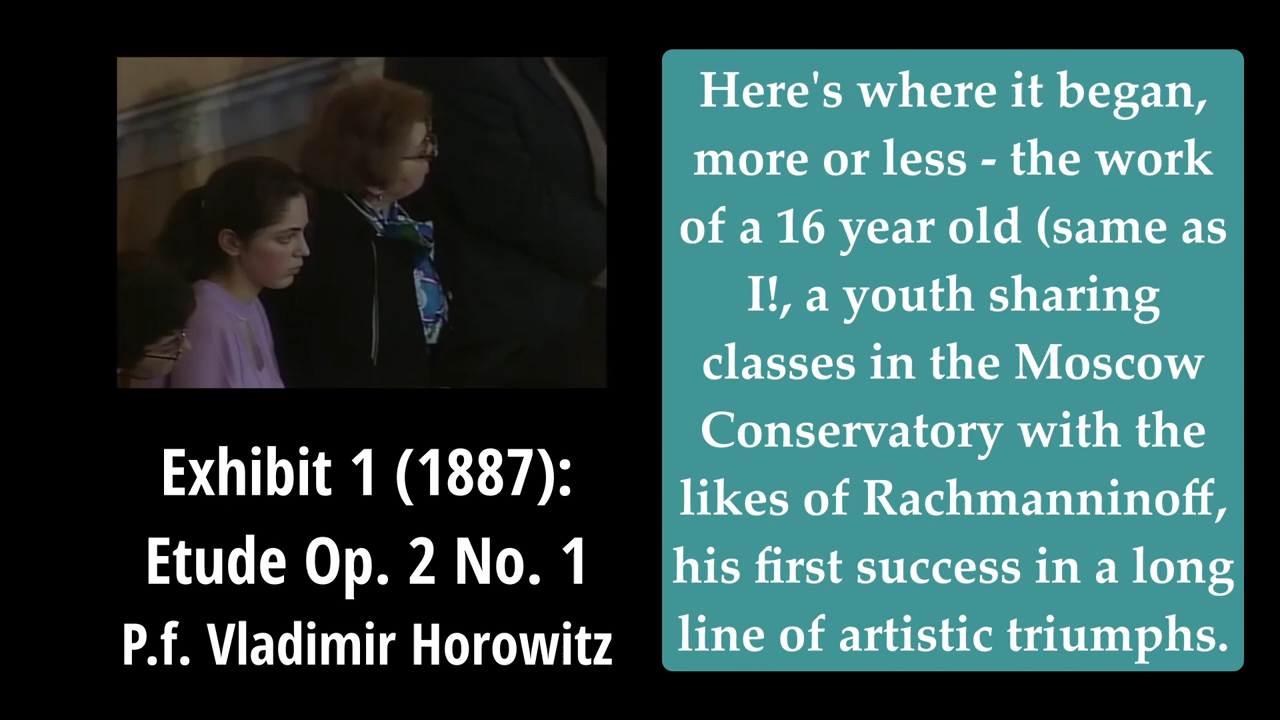 Exhibit 1 (1887):
Etude Op. 2 No. 1
P.f. Vladimir Horowitz
Here's where it began,
more or less - the work
of a 16 year old (same as
I!, a youth sharing
classes in the Moscow
Conservatory with the
likes of Rachmanninoff,
his first success in a long
line of artistic triumphs.